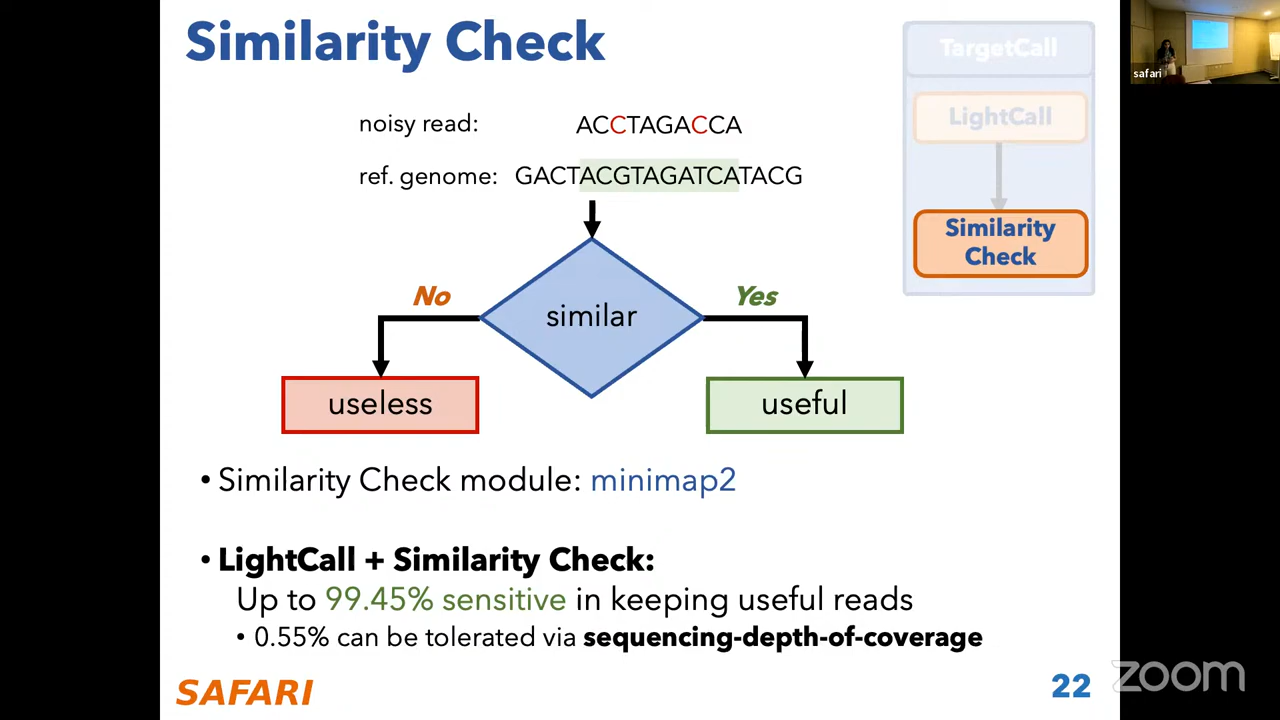 Similarity Check
TargetCall
safari
LightCall
noisy read: ACCTAGACCA
ref. genome: GACTACGTAGATCATACG
Similarity
Check
No
Yes
similar
useless
useful
• Similarity Check module: minimap2
• LightCall + Similarity Check:
Up to 99.45% sensitive in keeping useful reads
• 0.55% can be tolerated via sequencing-depth-of-coverage
SAFARI
22
zoom